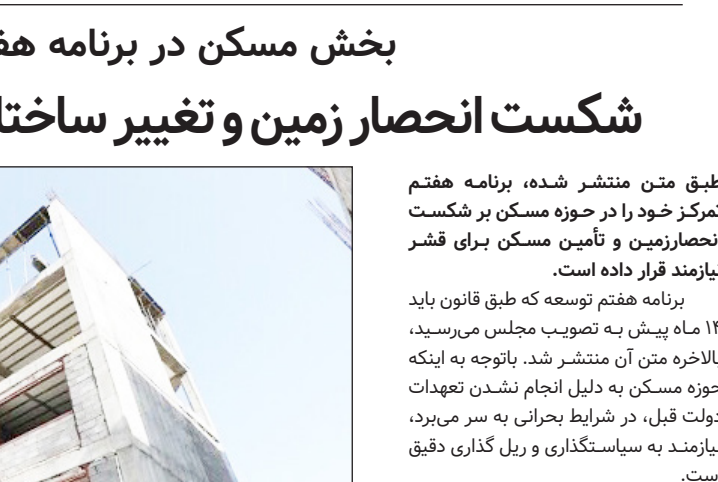 بخش مسکن در برنامه هف
شکست انحصار زمین و تغییر ساختا
طبق متن منتشر شده، برنامه هفتم
تمرکز خود را در حوزه مسکن بر شکست
انحصارزمین و تأمین مسکن برای قشر
نیازمند قرار داده است.
برنامه هفتم توسعه که طبق قانون باید
۱۴ ماه پیش به تصویب مجلس می‌رسید،
بالاخره متن آن منتشر شد. باتوجه به اینکه
حوزه مسکن به دلیل انجام نشدن تعهدات
دولت قبل، در شرایط بحرانی به سر می‌برد،
نیازمند به سیاستگذاری و ریل گذاری دقیق
است.